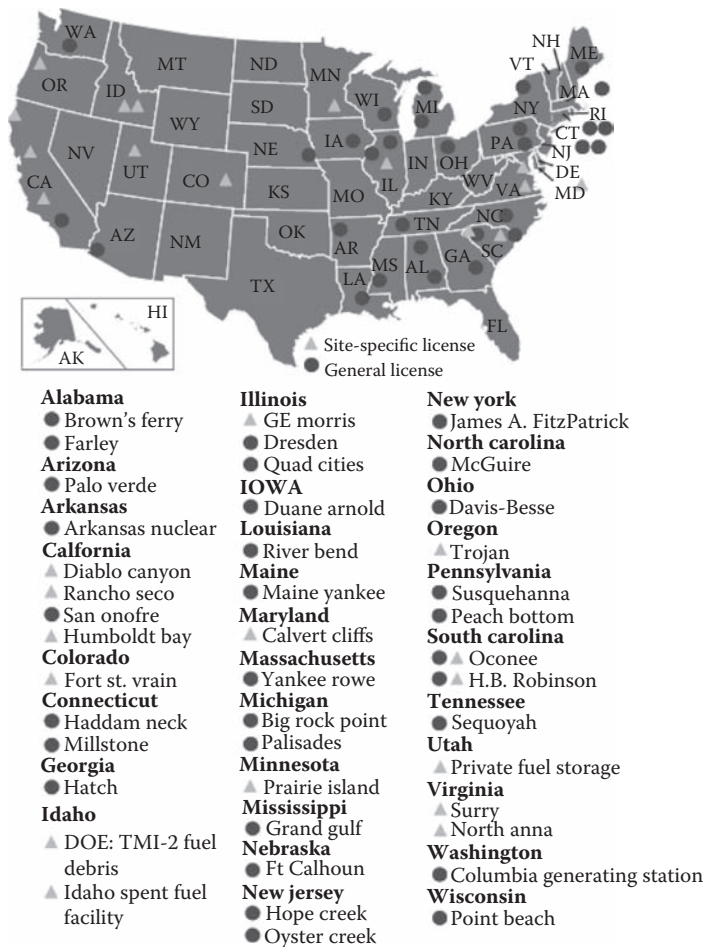 WA
MT
ND
MN
VT
NH
ME
OR
ID
SD
WI
MI
NY
MA
WY
RI
CT
NV
UT
NE
IA
PA
NJ
CA
CO
IL
IN
OH
DE
WV
VA
MD
KS
MO
KY
AZ
NM
OK
AR
TN
NC
SC
TX
LA
MS
AL
GA
FL
AK
HI
Site-specific license
General license
Alabama
Brown's ferry
Farley
Arizona
Palo verde
Arkansas
Arkansas nuclear
Calfornia
Diablo canyon
Rancho seco
San onofre
Humboldt bay
Colorado
Fort st. vrain
Connecticut
Haddam neck
Millstone
Georgia
Hatch
Idaho
DOE: TMI-2 fuel
debris
Idaho spent fuel
facility
Illinois
GE morris
Dresden
Quad cities
IOWA
Duane arnold
Louisiana
River bend
Maine
Maine yankee
Maryland
Calvert cliffs
Massachusetts
Yankee rowe
Michigan
Big rock point
Palisades
Minnesota
Prairie island
Mississippi
Grand gulf
Nebraska
Ft Calhoun
New jersey
Hope creek
Oyster creek
New york
James A. FitzPatrick
North carolina
McGuire
Ohio
Davis-Besse
Oregon
Trojan
Pennsylvania
Susquehanna
Peach bottom
South carolina
Oconee
H.B. Robinson
Tennessee
Sequoyah
Utah
Private fuel storage
Virginia
Surry
North anna
Washington
Columbia generating station
Wisconsin
Point beach